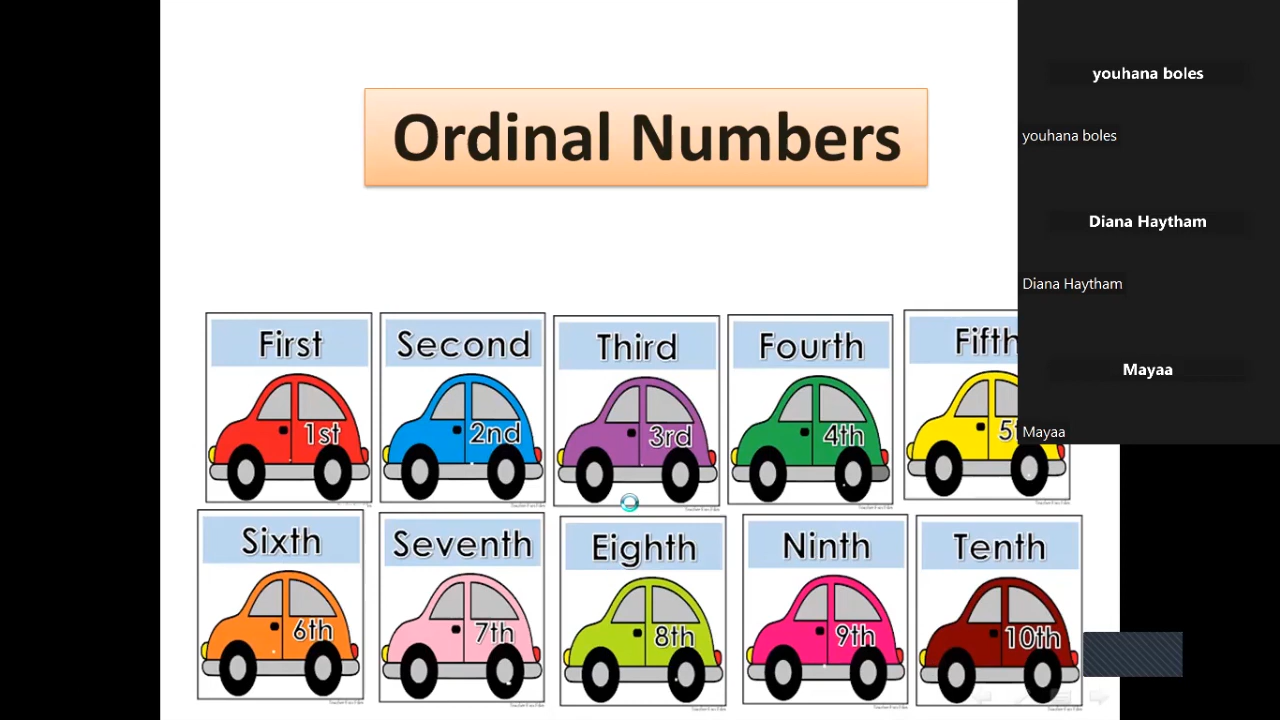 Ordinal Numbers
First
Second
Third
Fourth
Fifth
1st
2nd
3rd
4th
Sixth
Seventh
Eighth
Ninth
Tenth
6th
7th
8th
9th
10th
youhana boles
youhana boles
Diana Haytham
Diana Haytham
Mayaa
Mayaa